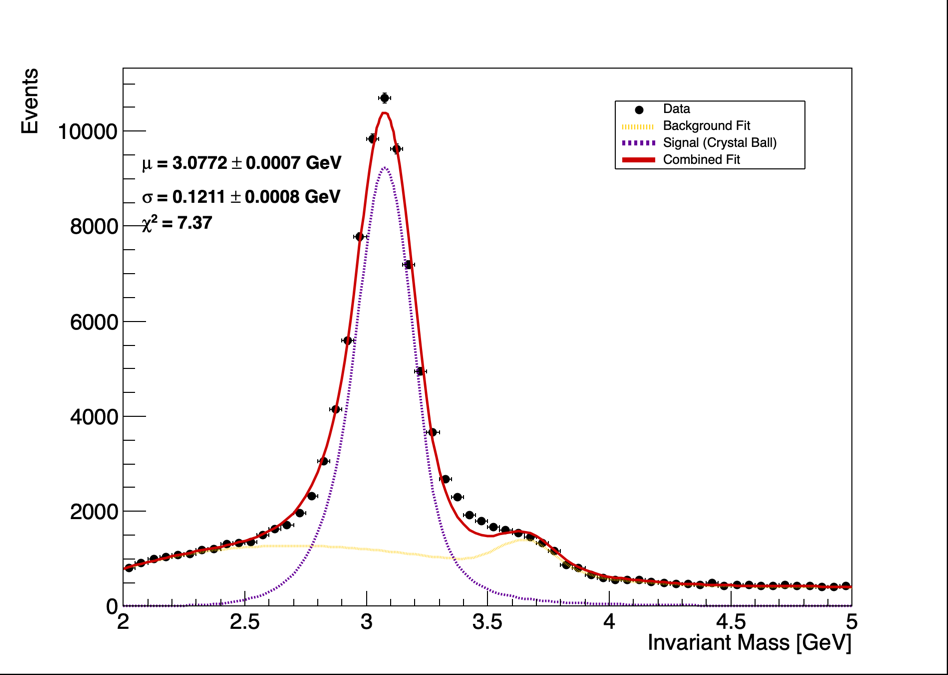 Events
10000
8000
6000
4000
2000
0
μ = 3.0772 ± 0.0007 GeV
σ = 0.1211 ± 0.0008 GeV
χ² = 7.37
Data
Background Fit
Signal (Crystal Ball)
Combined Fit
2 2.5 3 3.5 4 4.5 5
Invariant Mass [GeV]